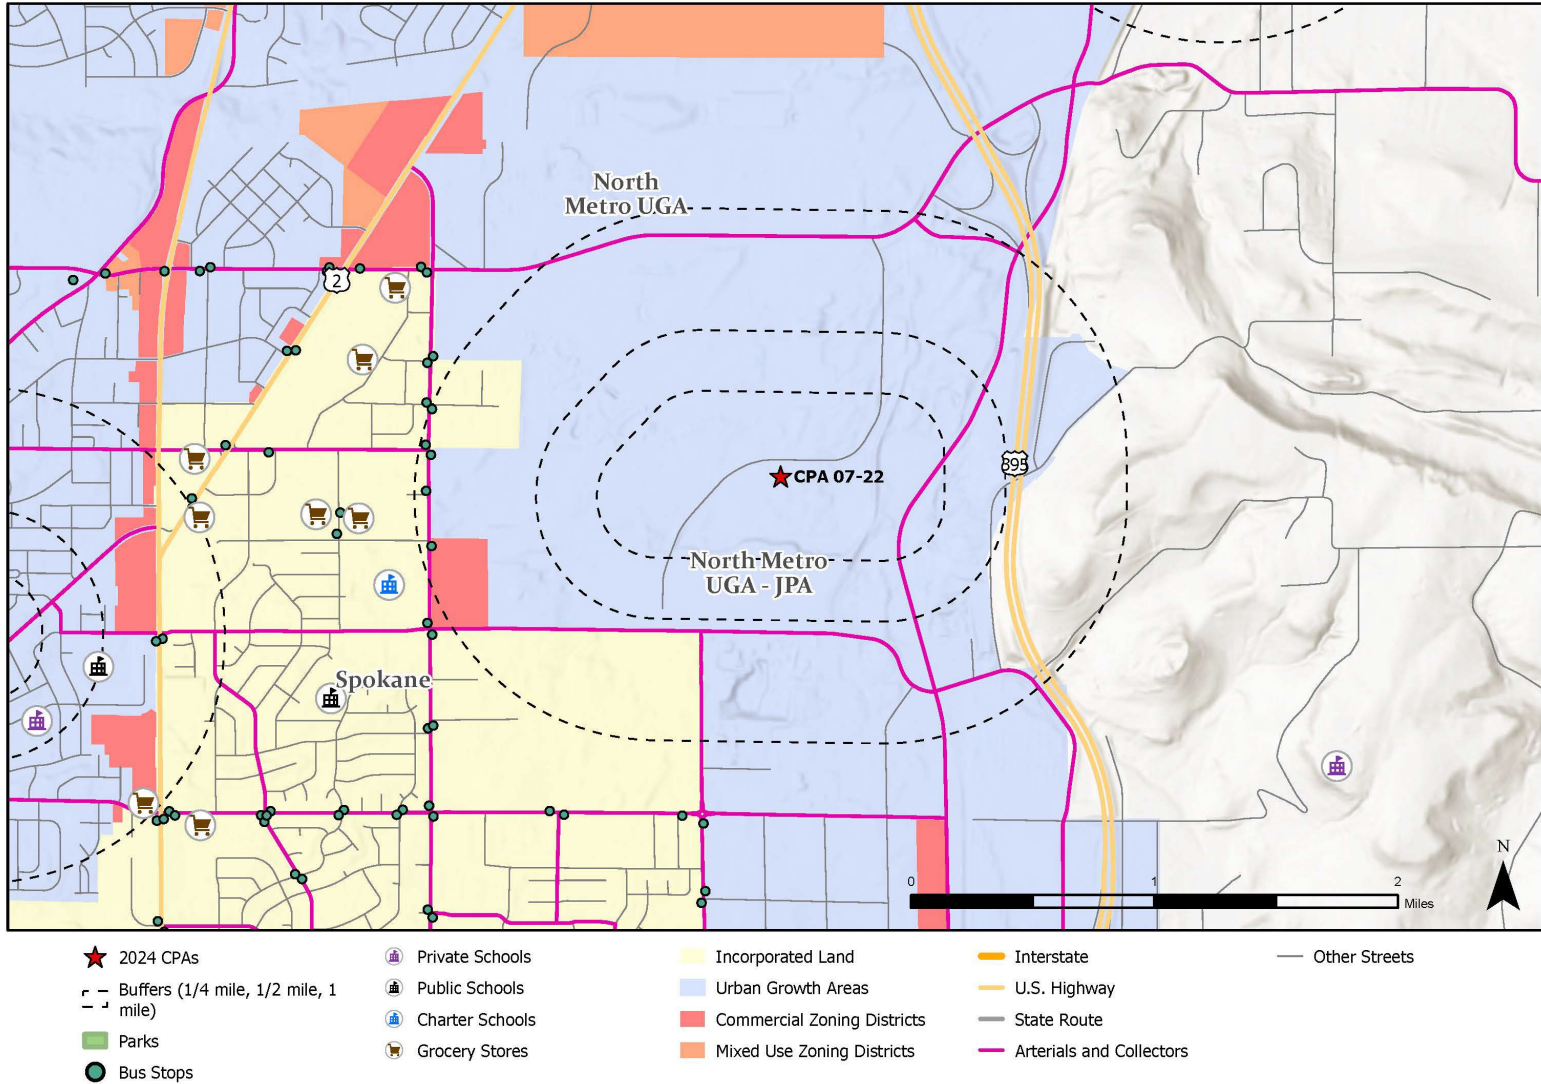 North
Metro UGA
2
CPA 07-22
395
North Metro
UGA - JPA
Spokane
N
0 1 2
Miles
2024 CPAs
Buffers (1/4 mile, 1/2 mile, 1
mile)
Parks
Bus Stops
Private Schools
Public Schools
Charter Schools
Grocery Stores
Incorporated Land
Urban Growth Areas
Commercial Zoning Districts
Mixed Use Zoning Districts
Interstate
U.S. Highway
State Route
Arterials and Collectors
Other Streets